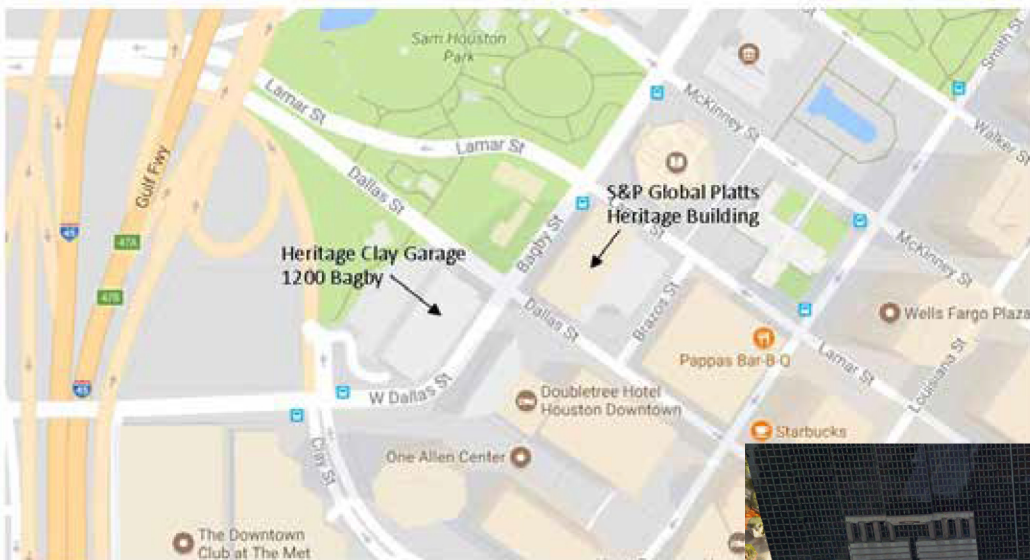 Sam Houston
Park
Smith St
Lamar St
McKinney St
Walker St
Gulf Fwy
Lamar St
Dallas St
S&P Global Platts
Heritage Building
45
47A
Heritage Clay Garage
1200 Bagby
Bagby St
McKinney St
47B
Dallas St
Brazos St
Wells Fargo Plaza
Pappas Bar-B-Q
Lamar St
Louisiana St
45
W Dallas St
Doubletree Hotel
Houston Downtown
Starbucks
Clay St
One Allen Center
The Downtown
Club at The Met